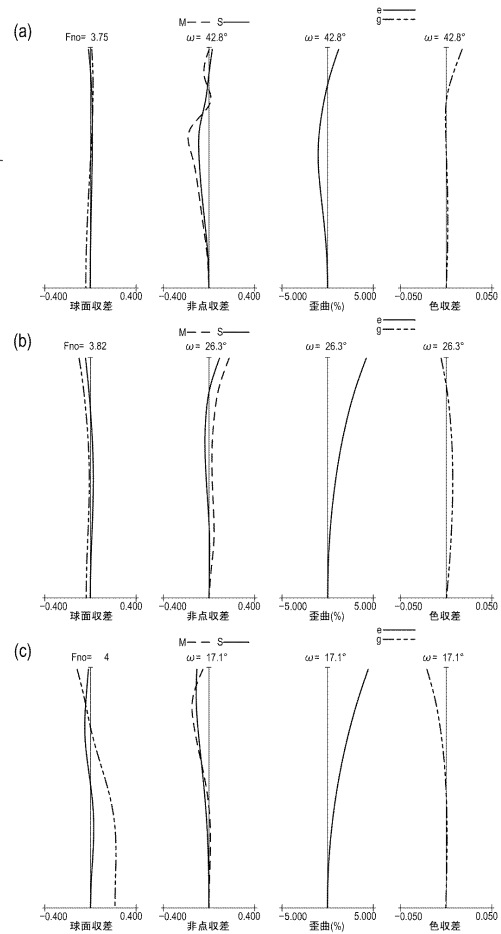 (a)
e
g
M S
Fno= 3.75 ω= 42.8° ω= 42.8° ω= 42.8°
−0.400 0.400 −0.400 0.400 −5.000 5.000 −0.050 0.050
球面収差 非点収差 歪曲(%) 色収差
(b)
e
g
M S
Fno= 3.82 ω= 26.3° ω= 26.3° ω= 26.3°
−0.400 0.400 −0.400 0.400 −5.000 5.000 −0.050 0.050
球面収差 非点収差 歪曲(%) 色収差
(c)
e
g
M S
Fno= 4 ω= 17.1° ω= 17.1° ω= 17.1°
−0.400 0.400 −0.400 0.400 −5.000 5.000 −0.050 0.050
球面収差 非点収差 歪曲(%) 色収差